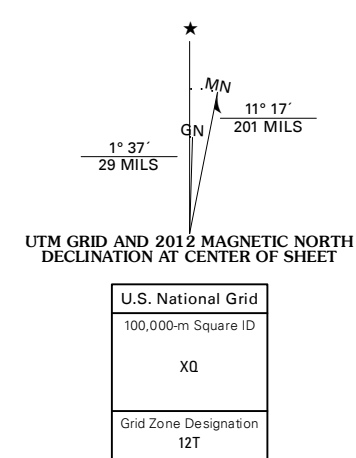 MN
11° 17´
201 MILS
GN
1° 37´
29 MILS
UTM GRID AND 2012 MAGNETIC NORTH
DECLINATION AT CENTER OF SHEET
U.S. National Grid
100,000-m Square ID
XQ
Grid Zone Designation
12T